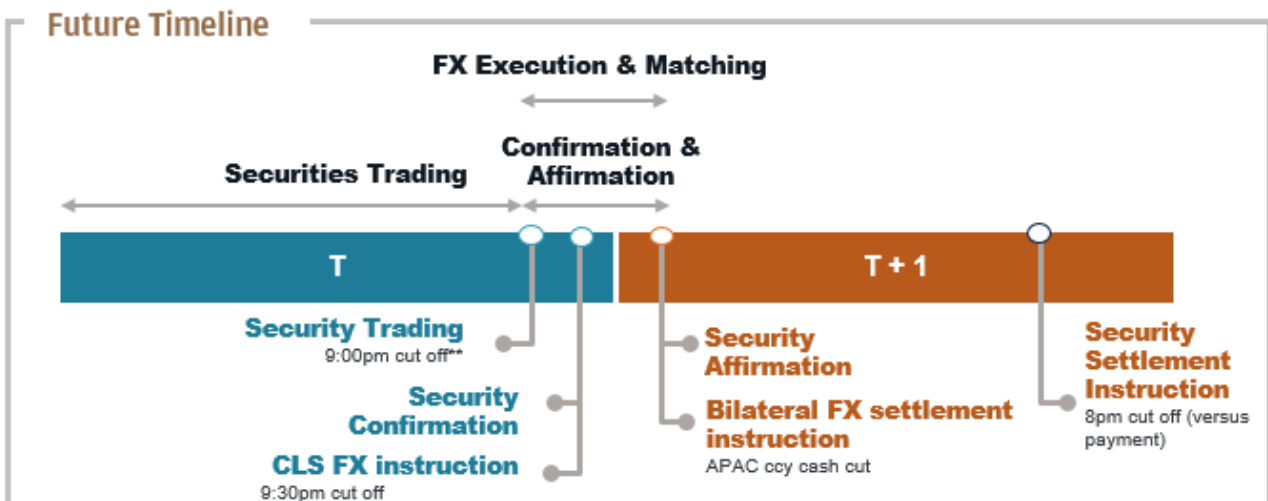 Future Timeline
FX Execution & Matching
Confirmation &
Affirmation
Securities Trading
T
T + 1
Security Trading
9:00pm cut off**
Security
Confirmation
CLS FX instruction
9:30pm cut off
Security
Affirmation
Bilateral FX settlement
instruction
APAC ccy cash cut
Security
Settlement
Instruction
8pm cut off (versus
payment)